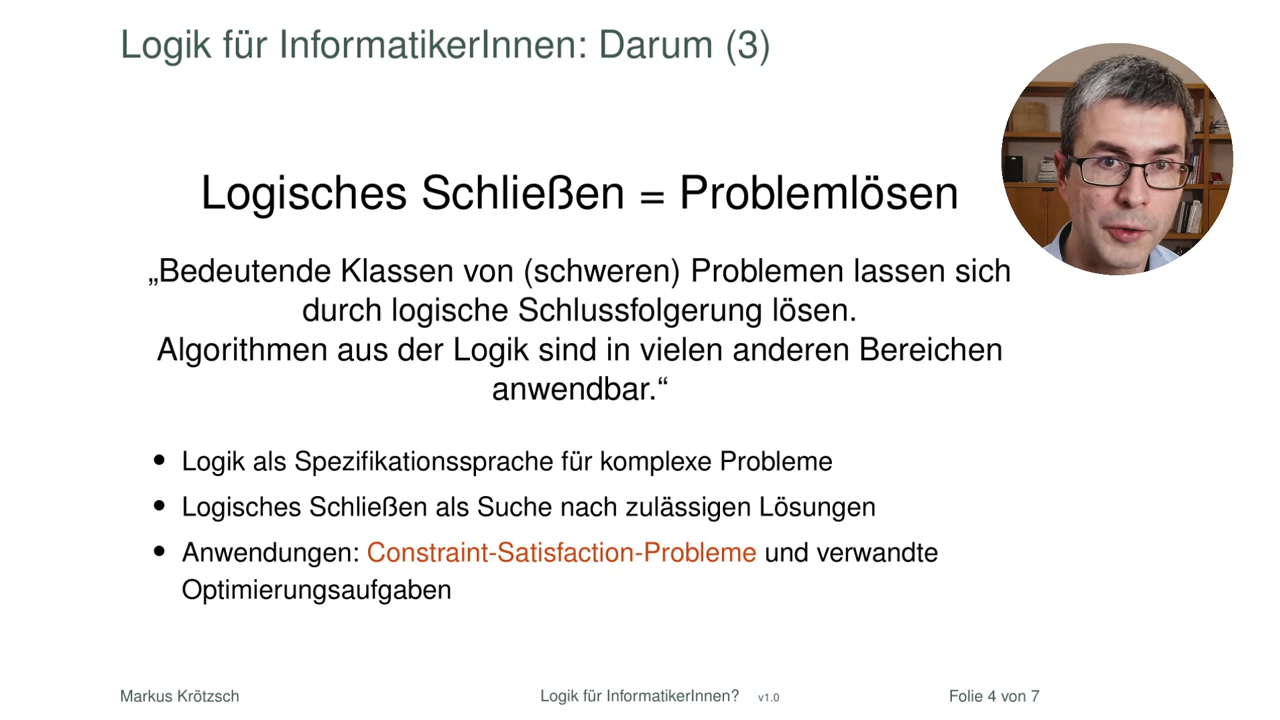 Logik für InformatikerInnen: Darum (3)
Logisches Schließen = Problemlösen
„Bedeutende Klassen von (schweren) Problemen lassen sich
durch logische Schlussfolgerung lösen.
Algorithmen aus der Logik sind in vielen anderen Bereichen
anwendbar.“
• Logik als Spezifikationssprache für komplexe Probleme
• Logisches Schließen als Suche nach zulässigen Lösungen
• Anwendungen: Constraint-Satisfaction-Probleme und verwandte
Optimierungsaufgaben
Markus Krötzsch Logik für InformatikerInnen? v1.0 Folie 4 von 7